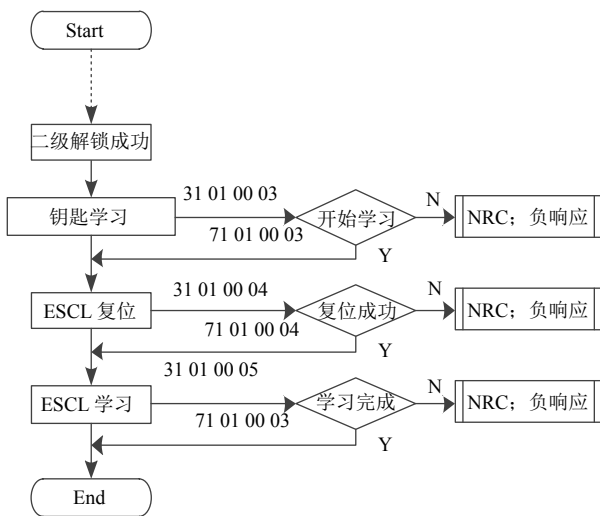 Start
二级解锁成功
钥匙学习
31 01 00 03
71 01 00 03
开始学习
N
NRC；负响应
Y
ESCL 复位
31 01 00 04
71 01 00 04
复位成功
N
NRC；负响应
Y
31 01 00 05
ESCL 学习
71 01 00 03
学习完成
N
NRC；负响应
Y
End